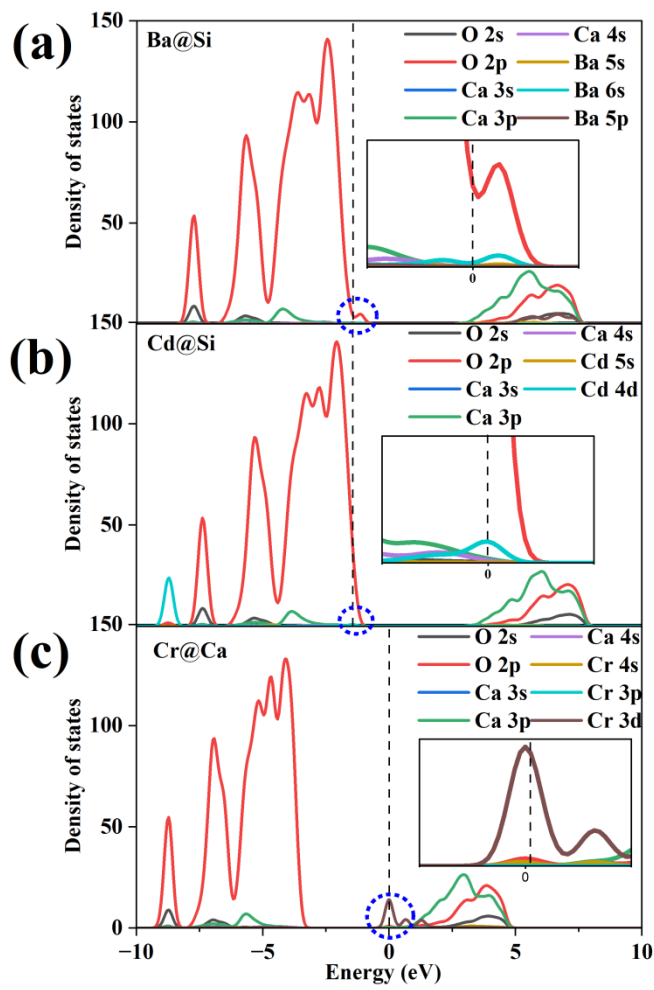 (a)
Ba@Si
150
100
50
Density of states
O 2s
O 2p
Ca 3s
Ca 3p
Ca 4s
Ba 5s
Ba 6s
Ba 5p
0
(b)
Cd@Si
150
100
50
Density of states
O 2s
O 2p
Ca 3s
Ca 3p
Ca 4s
Cd 5s
Cd 4d
0
(c)
Cr@Ca
150
100
50
0
Density of states
O 2s
O 2p
Ca 3s
Ca 3p
Ca 4s
Cr 4s
Cr 3p
Cr 3d
0
−10 −5 0 5 10
Energy (eV)